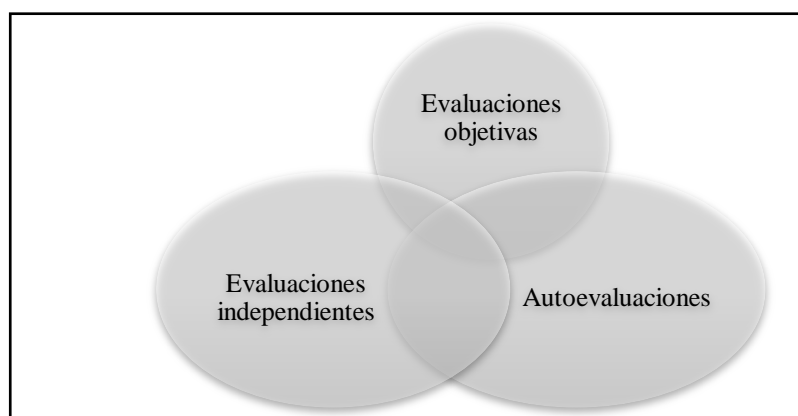 Evaluaciones
objetivas
Evaluaciones
independientes
Autoevaluaciones